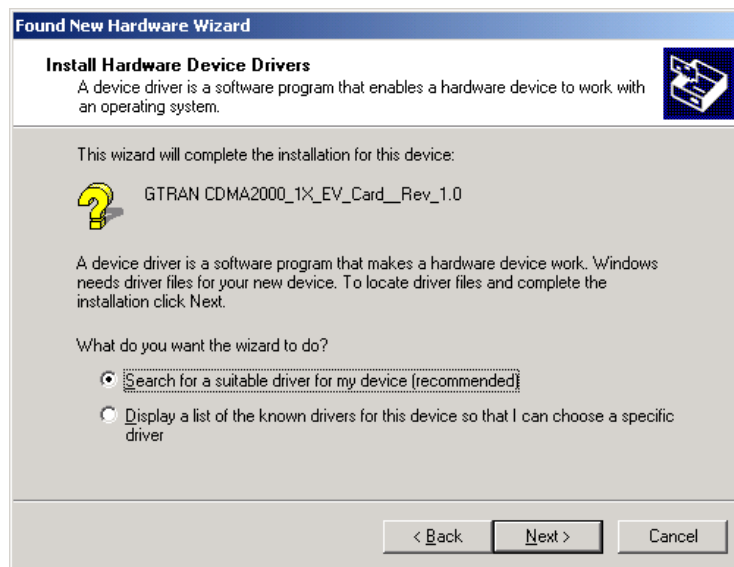 Found New Hardware Wizard
Install Hardware Device Drivers
A device driver is a software program that enables a hardware device to work with
an operating system.
This wizard will complete the installation for this device:
GTRAN CDMA2000_1X_EV_Card__Rev_1.0
A device driver is a software program that makes a hardware device work. Windows
needs driver files for your new device. To locate driver files and complete the
installation click Next.
What do you want the wizard to do?
Search for a suitable driver for my device (recommended)
Display a list of the known drivers for this device so that I can choose a specific
driver
< Back
Next >
Cancel